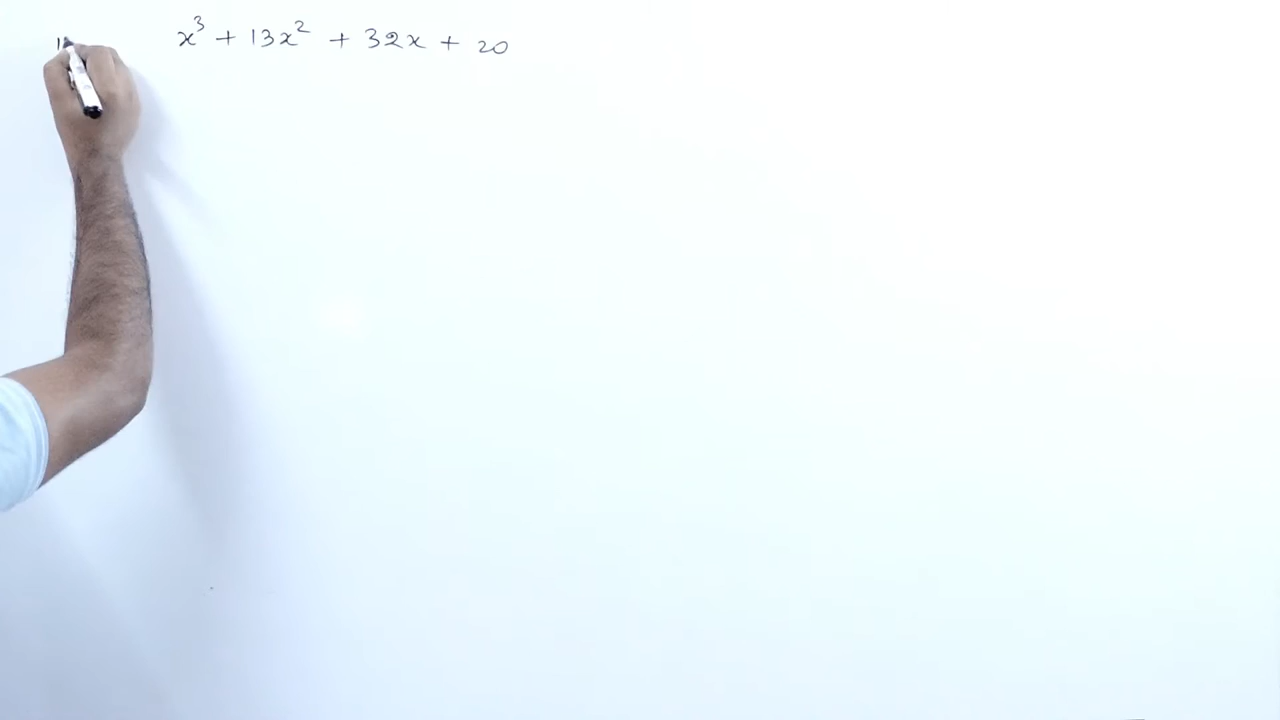 x³ + 13x² + 32x + 20